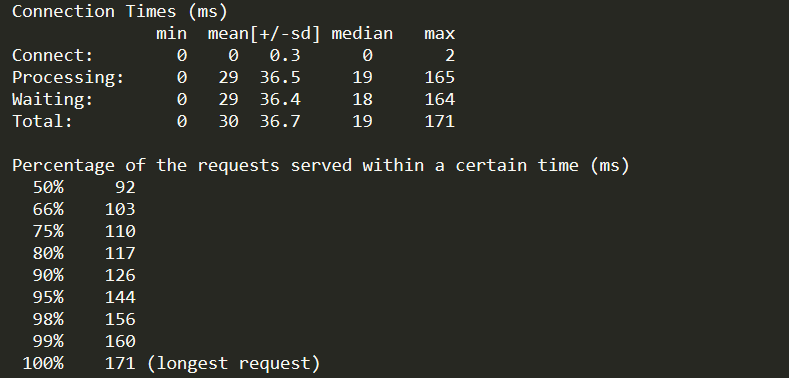 Connection Times (ms)
              min  mean[+/-sd] median   max
Connect:        0    0   0.3      0       2
Processing:     0   29  36.5     19     165
Waiting:        0   29  36.4     18     164
Total:          0   30  36.7     19     171

Percentage of the requests served within a certain time (ms)
  50%     92
  66%    103
  75%    110
  80%    117
  90%    126
  95%    144
  98%    156
  99%    160
 100%    171 (longest request)